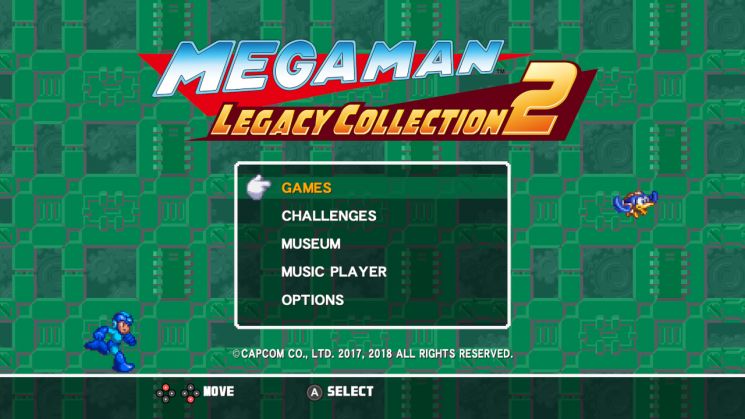 MEGAMAN™
LEGACY COLLECTION 2
GAMES
CHALLENGES
MUSEUM
MUSIC PLAYER
OPTIONS
©CAPCOM CO., LTD. 2017, 2018 ALL RIGHTS RESERVED.
MOVE A SELECT